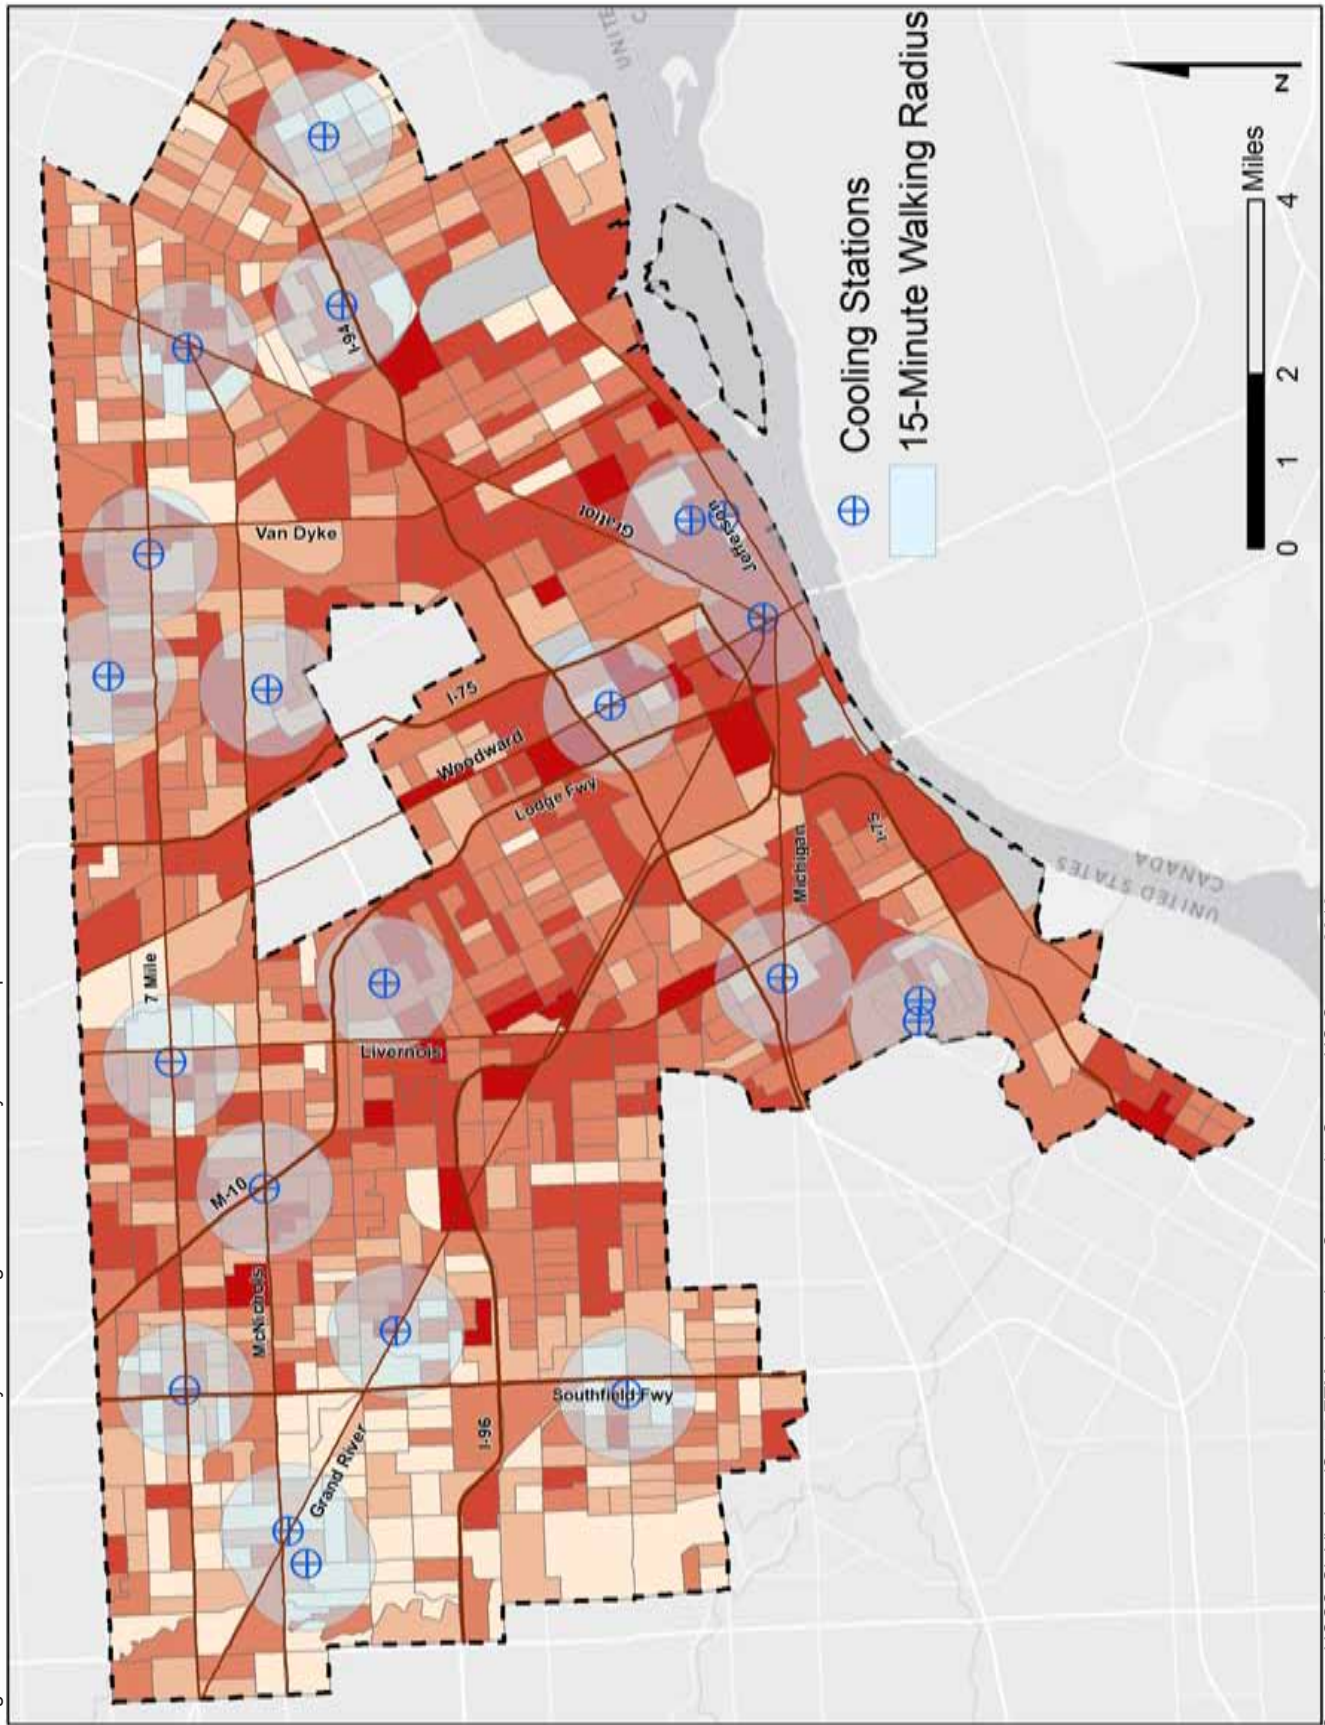 UNITE
C
I-94
Van Dyke
Gratiot
Jefferson
I-75
Woodward
Lodge Fwy
7 Mile
Livernois
Michigan
I-75
M-10
McNichols
Grand River
I-96
Southfield Fwy
UNITED STATES
CANADA
Cooling Stations
15-Minute Walking Radius
N
0 1 2 4 Miles